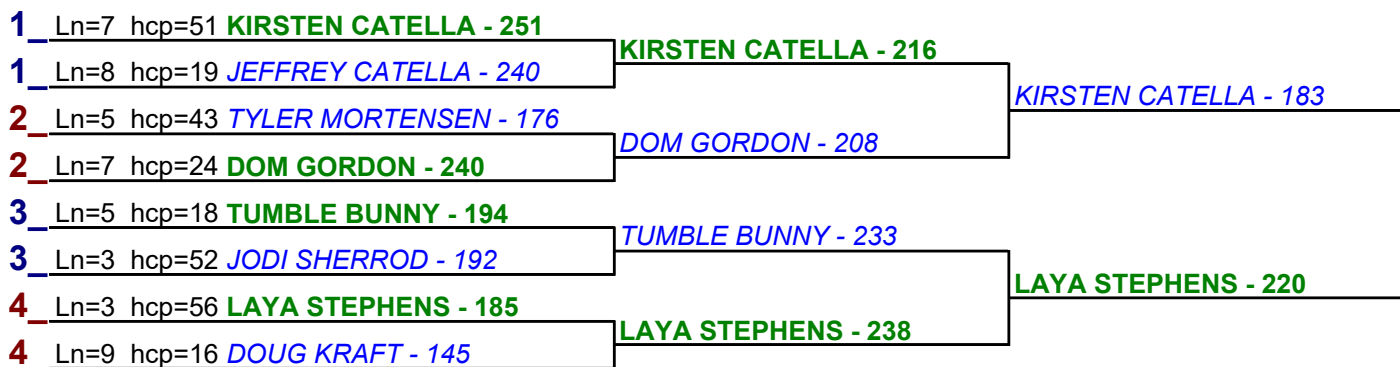 1_ Ln=7 hcp=51 KIRSTEN CATELLA - 251
KIRSTEN CATELLA - 216
1_ Ln=8 hcp=19 JEFFREY CATELLA - 240
KIRSTEN CATELLA - 183
2_ Ln=5 hcp=43 TYLER MORTENSEN - 176
DOM GORDON - 208
2_ Ln=7 hcp=24 DOM GORDON - 240
3_ Ln=5 hcp=18 TUMBLE BUNNY - 194
TUMBLE BUNNY - 233
3_ Ln=3 hcp=52 JODI SHERROD - 192
LAYA STEPHENS - 220
4_ Ln=3 hcp=56 LAYA STEPHENS - 185
LAYA STEPHENS - 238
4 Ln=9 hcp=16 DOUG KRAFT - 145